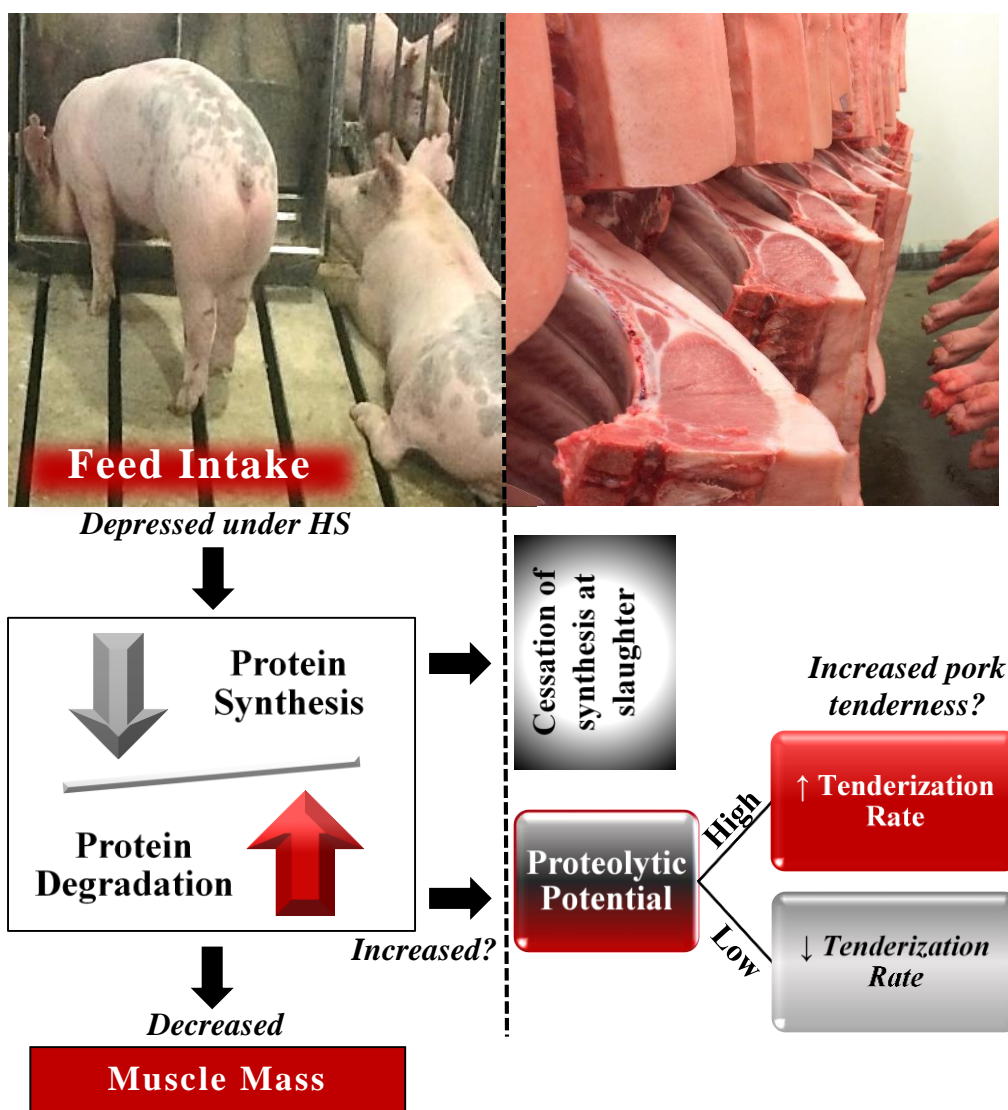 Feed Intake
Depressed under HS
Protein
Synthesis
Protein
Degradation
Decreased
Muscle Mass
Increased?
Cessation of
synthesis at
slaughter
Proteolytic
Potential
High
Low
Increased pork
tenderness?
↑ Tenderization
Rate
↓ Tenderization
Rate